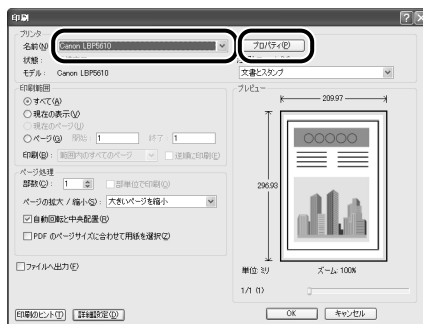 印刷
プリンタ
名前(N): Canon LBP5610 プロパティ(P)
状態:
モデル: Canon LBP5610 文書とスタンプ
印刷範囲
すべて(A)
現在の表示(V)
現在のページ(U)
ページ(G) 開始: 1 終了: 1
印刷(B): 範囲内のすべてのページ 逆順に印刷(E)
ページ処理
部数(C): 1 部単位で印刷(O)
ページの拡大 / 縮小(S): 大きいページを縮小
自動回転と中央配置(R)
PDF のページサイズに合わせて用紙を選択(Z)
ファイルへ出力(F)
印刷のヒント(T) 詳細設定(D)
プレビュー
209.97
296.93
単位: ミリ ズーム: 100%
1/1 (1)
OK キャンセル